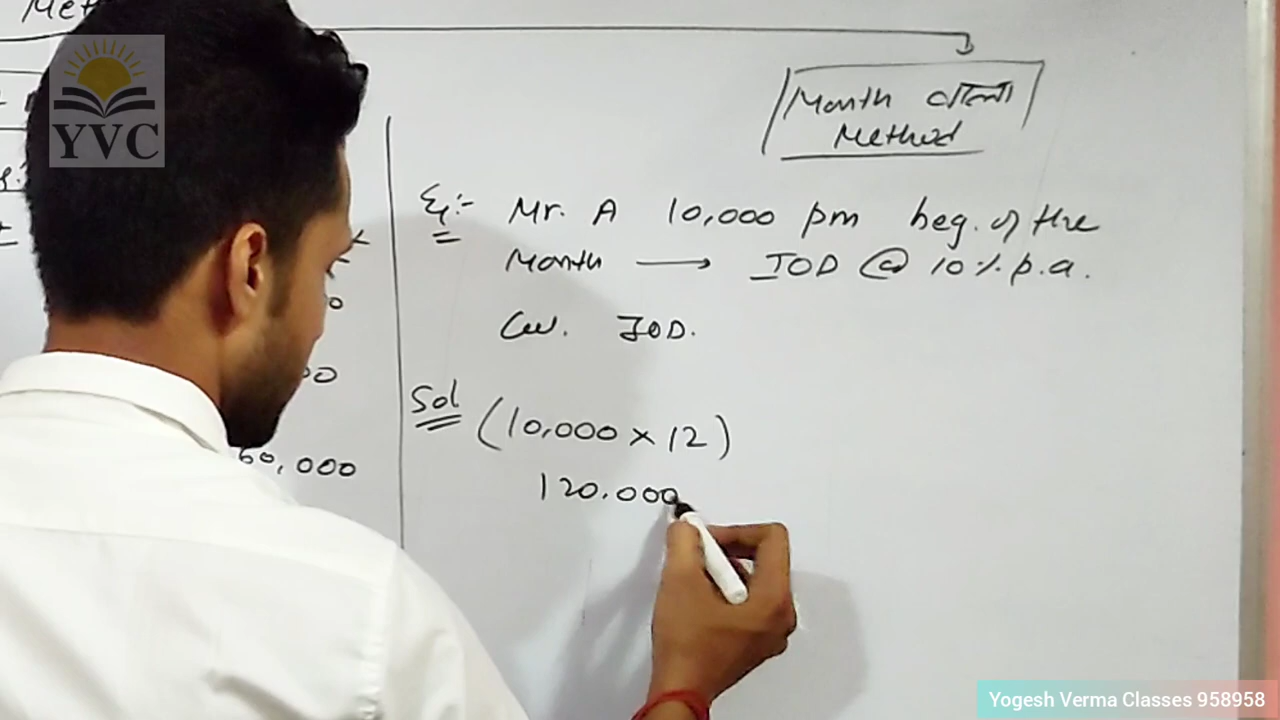 Met
YVC
Month वाला
Method
Eg:- Mr. A 10,000 pm beg. of the
Month → IOD @ 10% p.a.
Cal. IOD.
Sol (10,000 × 12)
120,000
60,000
Yogesh Verma Classes 958958